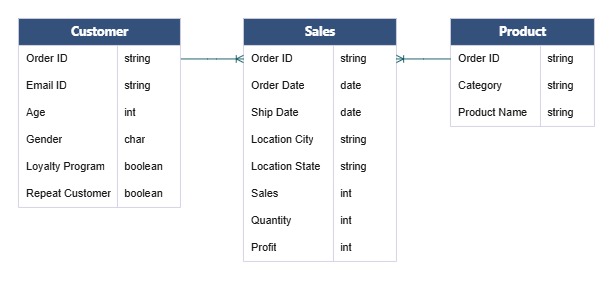 Customer
Order ID string
Email ID string
Age int
Gender char
Loyalty Program boolean
Repeat Customer boolean
Sales
Order ID string
Order Date date
Ship Date date
Location City string
Location State string
Sales int
Quantity int
Profit int
Product
Order ID string
Category string
Product Name string